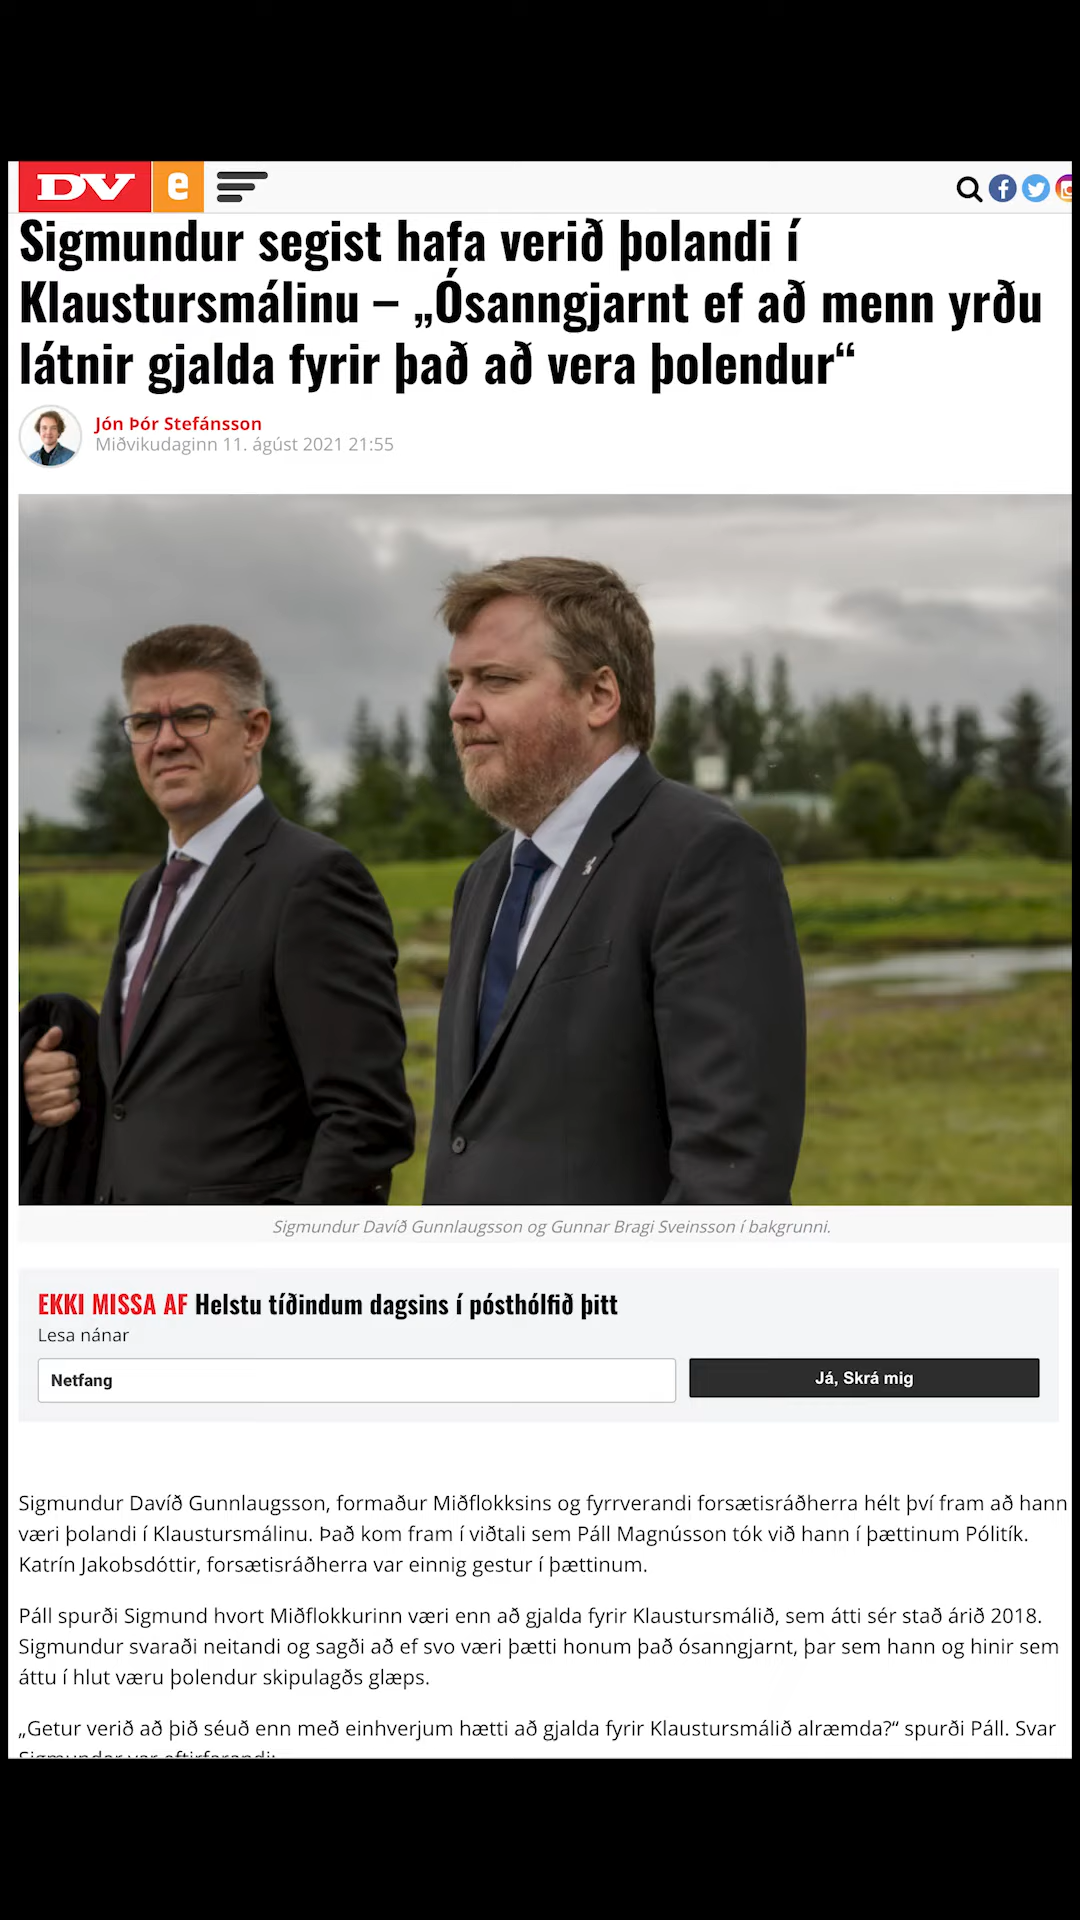 DV e
Sigmundur segist hafa verið þolandi í
Klaustursmálinu – „Ósanngjarnt ef að menn yrðu
látnir gjalda fyrir það að vera þolendur“
Jón Þór Stefánsson
Miðvikudaginn 11. ágúst 2021 21:55
Sigmundur Davíð Gunnlaugsson og Gunnar Bragi Sveinsson í bakgrunni.
EKKI MISSA AF Helstu tíðindum dagsins í pósthólfið þitt
Lesa nánar
Netfang
Já, Skrá mig
Sigmundur Davíð Gunnlaugsson, formaður Miðflokksins og fyrrverandi forsætisráðherra hélt því fram að hann
væri þolandi í Klaustursmálinu. Það kom fram í viðtali sem Páll Magnússon tók við hann í þættinum Pólitík.
Katrín Jakobsdóttir, forsætisráðherra var einnig gestur í þættinum.
Páll spurði Sigmund hvort Miðflokkurinn væri enn að gjalda fyrir Klaustursmálið, sem átti sér stað árið 2018.
Sigmundur svaraði neitandi og sagði að ef svo væri þætti honum það ósanngjarnt, þar sem hann og hinir sem
áttu í hlut væru þolendur skipulagðs glæps.
„Getur verið að þið séuð enn með einhverjum hætti að gjalda fyrir Klaustursmálið alræmda?“ spurði Páll. Svar
Sigmundar var eftirfarandi: